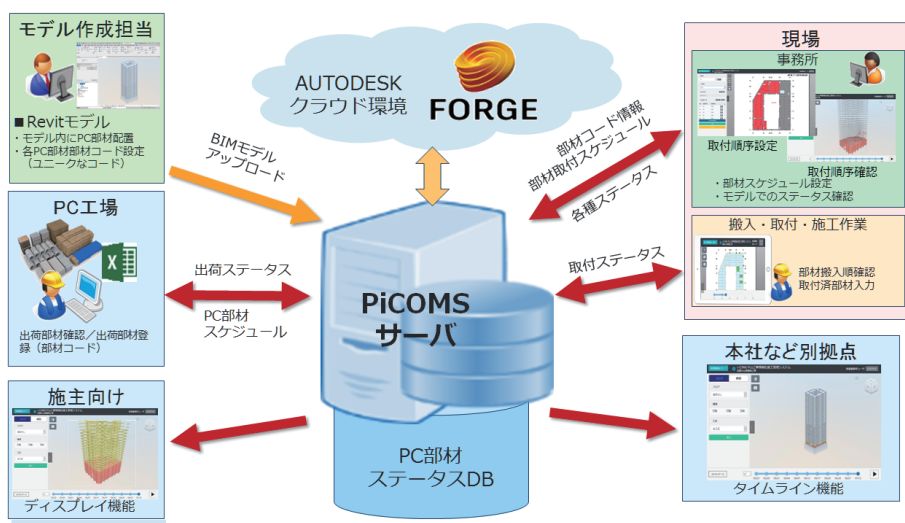 モデル作成担当
■Revitモデル
・モデル内にPC部材配置
・各PC部材部材コード設定
（ユニークなコード）
PC工場
出荷部材確認／出荷部材登
録（部材コード）
施主向け
ディスプレイ機能
AUTODESK
クラウド環境
FORGE
BIMモデル
アップロード
出荷ステータス
PC部材
スケジュール
PiCOMS
サーバ
PC部材
ステータスDB
部材コード情報
部材取付スケジュール
各種ステータス
取付ステータス
現場
事務所
取付順序設定
取付順序確認
・部材スケジュール設定
・モデルでのステータス確認
搬入・取付・施工作業
部材搬入順確認
取付済部材入力
本社など別拠点
タイムライン機能